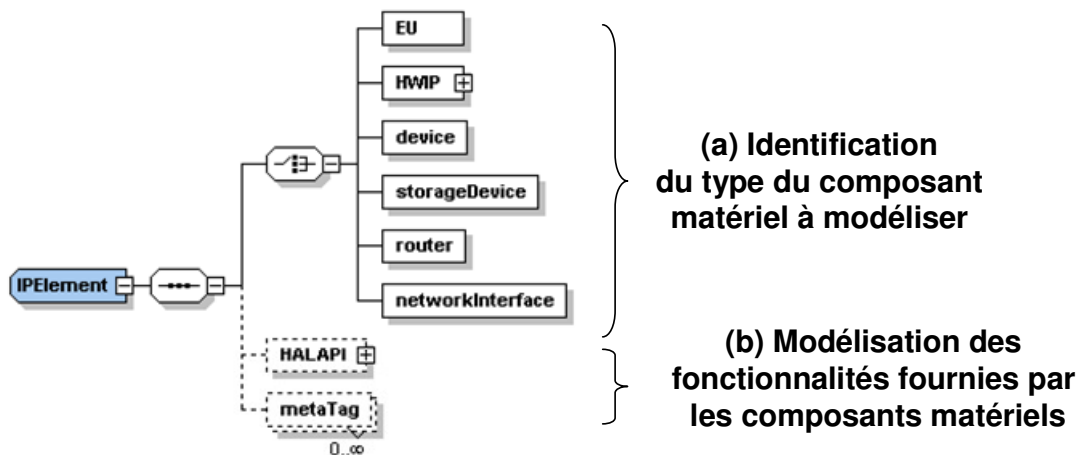 EU
HWIP
device
storageDevice
router
networkInterface
IPElement
HALAPI
metaTag
0..∞
(a) Identification
du type du composant
matériel à modéliser
(b) Modélisation des
fonctionnalités fournies par
les composants matériels